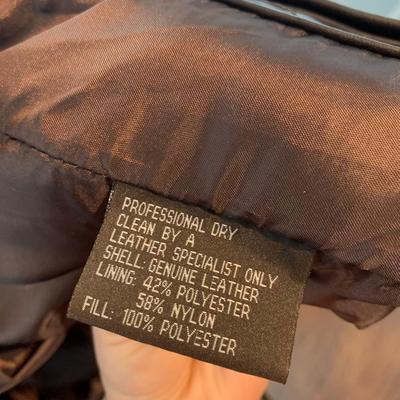 PROFESSIONAL DRY
CLEAN BY A
LEATHER SPECIALIST ONLY
SHELL: GENUINE LEATHER
LINING: 42% POLYESTER
58% NYLON
FILL: 100% POLYESTER